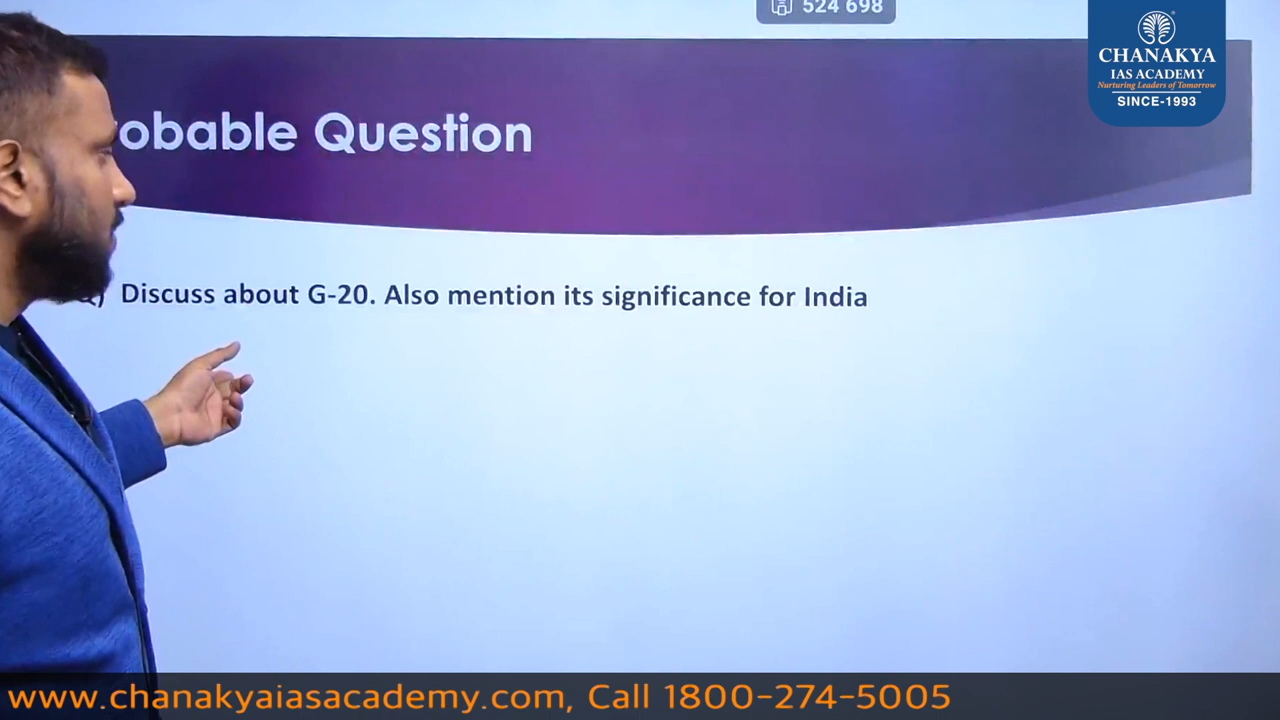 524 698
CHANAKYA
IAS ACADEMY
Nurturing Leaders of Tomorrow
SINCE-1993
obable Question
Discuss about G-20. Also mention its significance for India
www.chanakyaiasacademy.com, Call 1800-274-5005